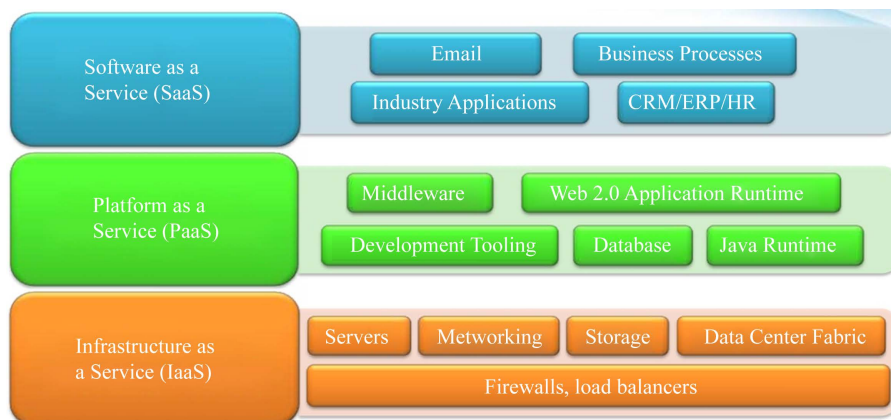 Software as a
Service (SaaS)
Email
Business Processes
Industry Applications
CRM/ERP/HR
Platform as a
Service (PaaS)
Middleware
Web 2.0 Application Runtime
Development Tooling
Database
Java Runtime
Infrastructure as
a Service (IaaS)
Servers
Metworking
Storage
Data Center Fabric
Firewalls, load balancers